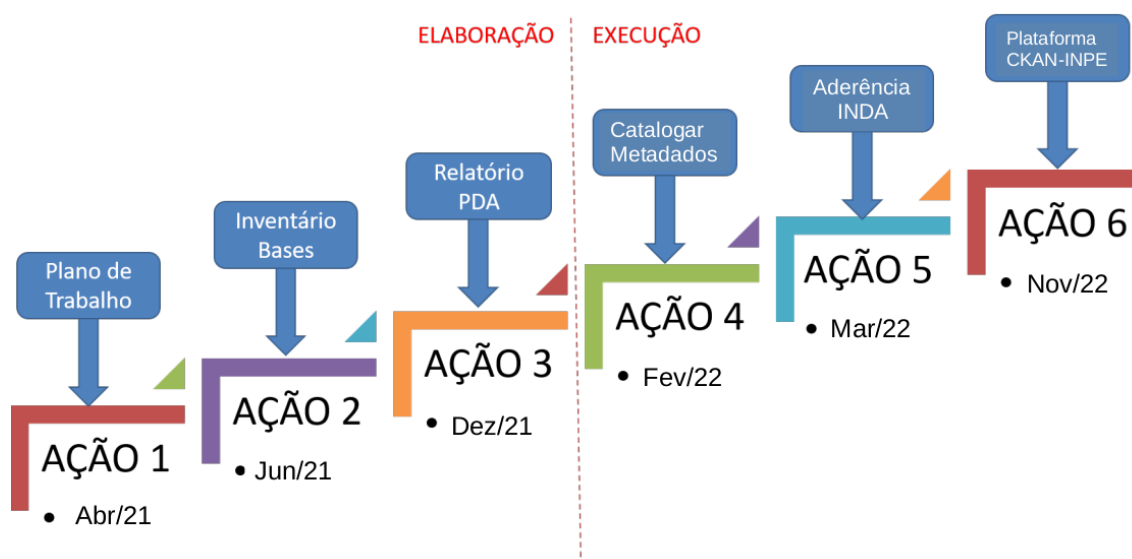 ELABORAÇÃO
EXECUÇÃO
Plano de
Trabalho
AÇÃO 1
• Abr/21
Inventário
Bases
AÇÃO 2
• Jun/21
Relatório
PDA
AÇÃO 3
• Dez/21
Catalogar
Metadados
AÇÃO 4
• Fev/22
Aderência
INDA
AÇÃO 5
• Mar/22
Plataforma
CKAN-INPE
AÇÃO 6
• Nov/22